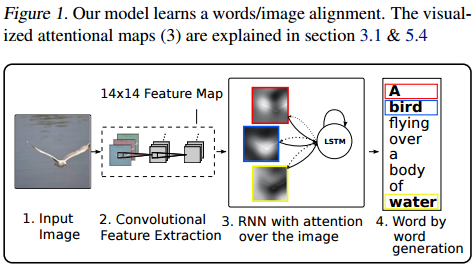 Figure 1. Our model learns a words/image alignment. The visual-
ized attentional maps (3) are explained in section 3.1 & 5.4
14x14 Feature Map
LSTM
A
bird
flying
over
a
body
of
water
1. Input
Image
2. Convolutional
Feature Extraction
3. RNN with attention
over the image
4. Word by
word
generation